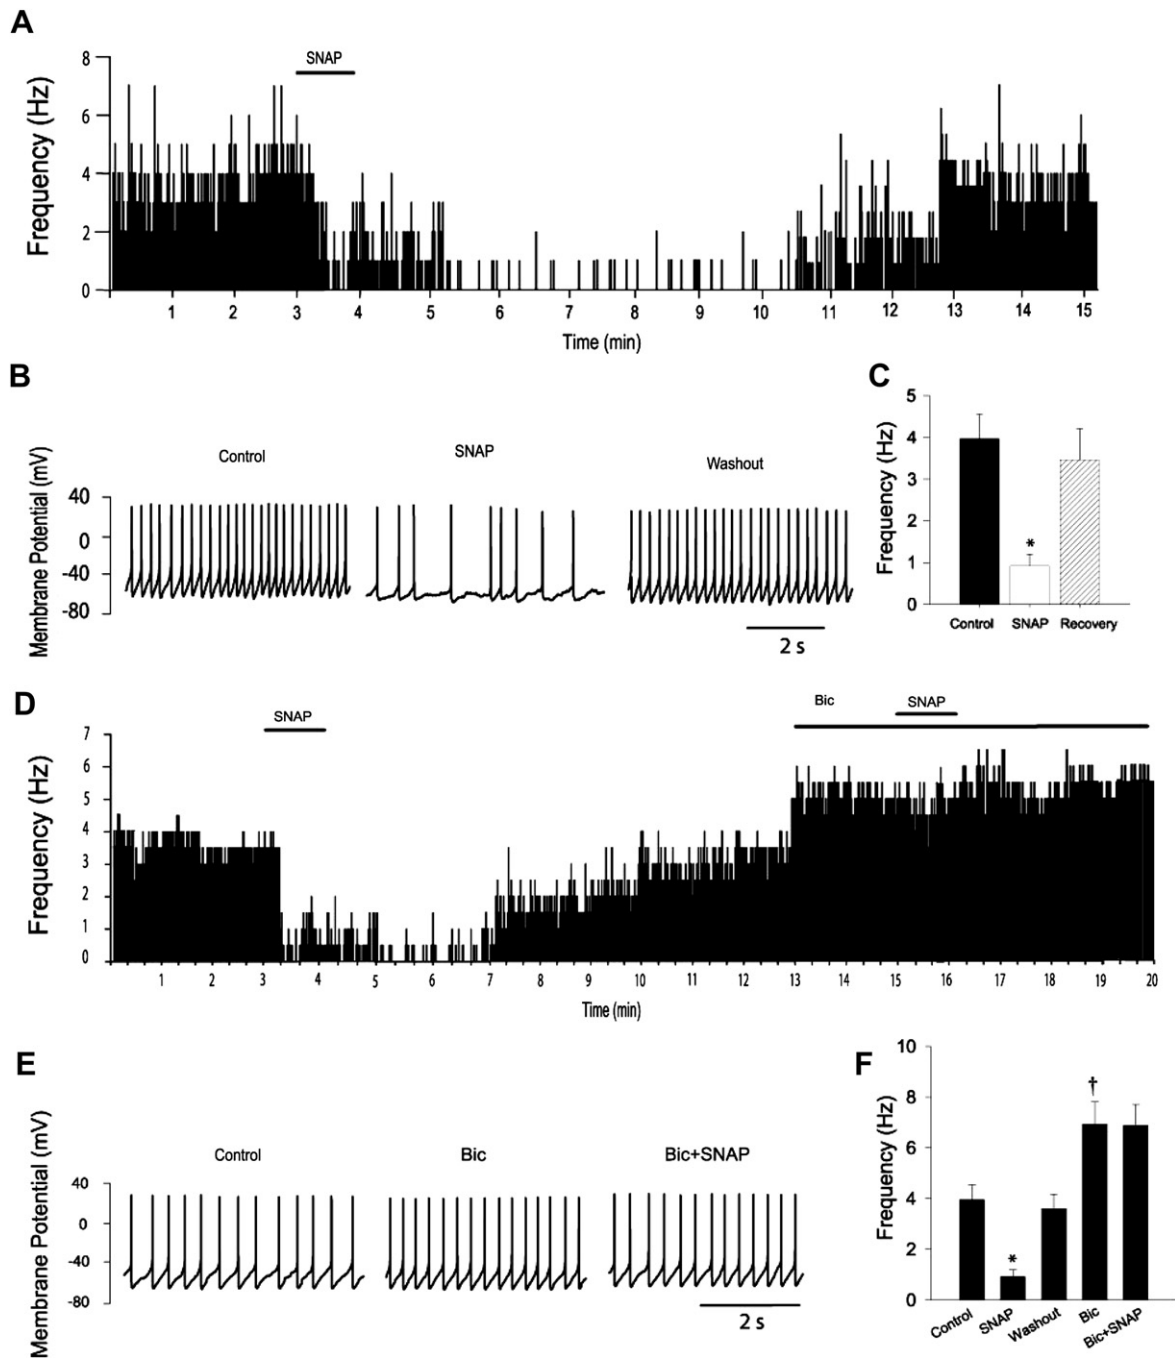 A
SNAP
Frequency (Hz)
8
6
4
2
0
1 2 3 4 5 6 7 8 9 10 11 12 13 14 15
Time (min)
B
Control
SNAP
Washout
Membrane Potential (mV)
40
0
-40
-80
2 s
C
Frequency (Hz)
5
4
3
2
1
0
*
Control SNAP Recovery
D
SNAP
Bic
SNAP
Frequency (Hz)
7
6
5
4
3
2
1
0
1 2 3 4 5 6 7 8 9 10 11 12 13 14 15 16 17 18 19 20
Time (min)
E
Control
Bic
Bic+SNAP
Membrane Potential (mV)
40
0
-40
-80
2 s
F
Frequency (Hz)
10
8
6
4
2
0
*
†
Control SNAP Washout Bic Bic+SNAP